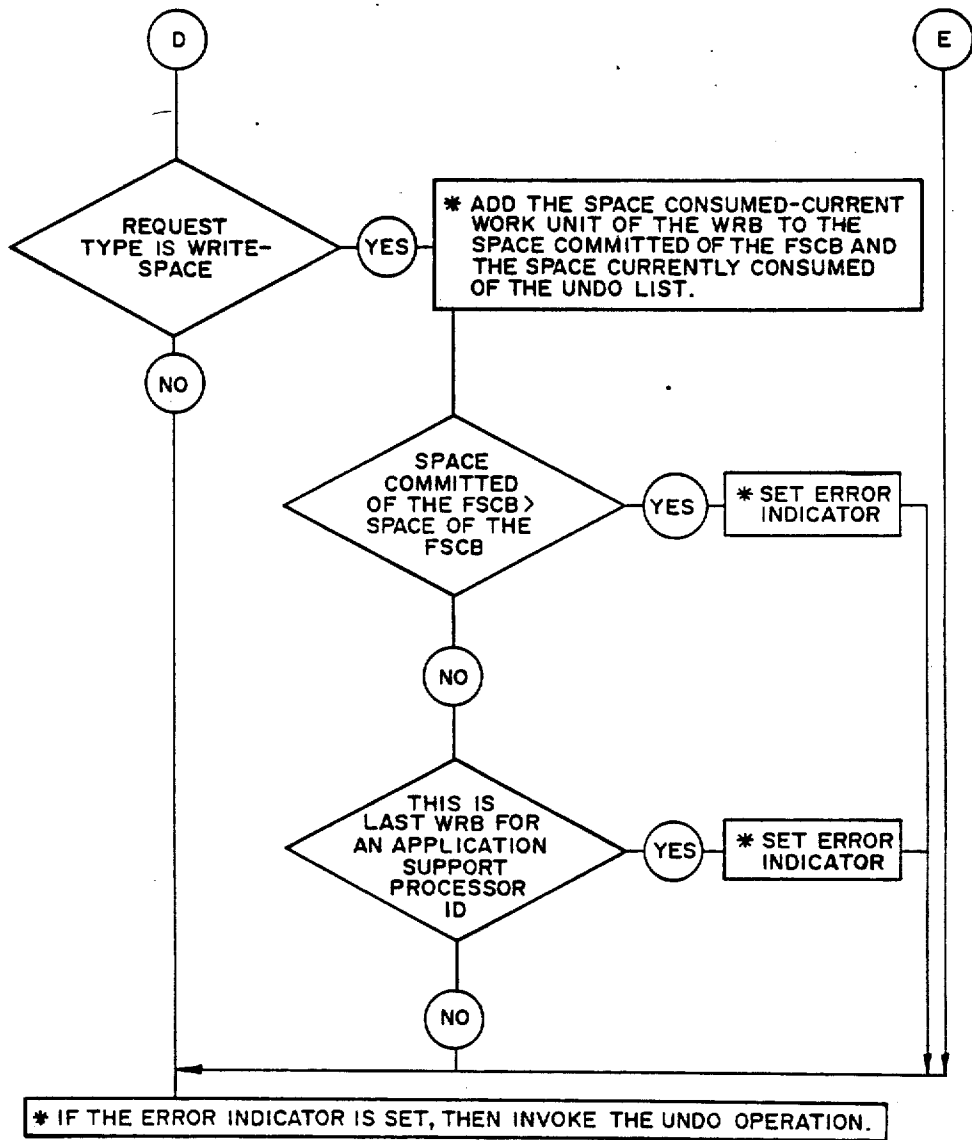 D
E
REQUEST
TYPE IS WRITE-
SPACE
YES
* ADD THE SPACE CONSUMED-CURRENT
WORK UNIT OF THE WRB TO THE
SPACE COMMITTED OF THE FSCB AND
THE SPACE CURRENTLY CONSUMED
OF THE UNDO LIST.
NO
SPACE
COMMITTED
OF THE FSCB >
SPACE OF THE
FSCB
YES
* SET ERROR
INDICATOR
NO
THIS IS
LAST WRB FOR
AN APPLICATION
SUPPORT
PROCESSOR
ID
YES
* SET ERROR
INDICATOR
NO
* IF THE ERROR INDICATOR IS SET, THEN INVOKE THE UNDO OPERATION.